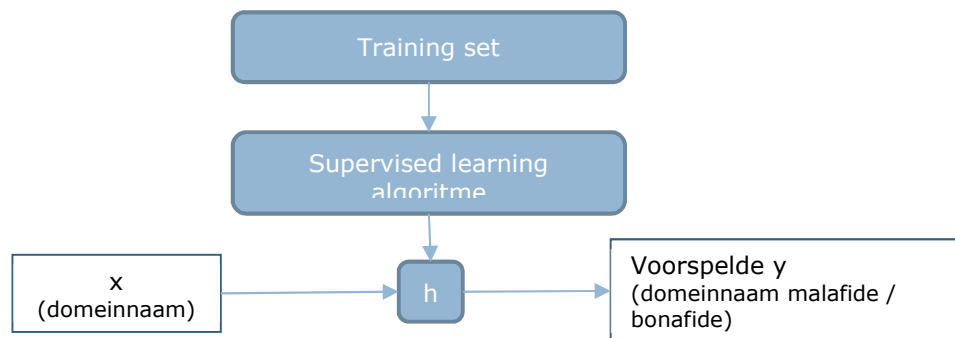 Training set
Supervised learning
algoritme
x
(domeinnaam)
h
Voorspelde y
(domeinnaam malafide /
bonafide)